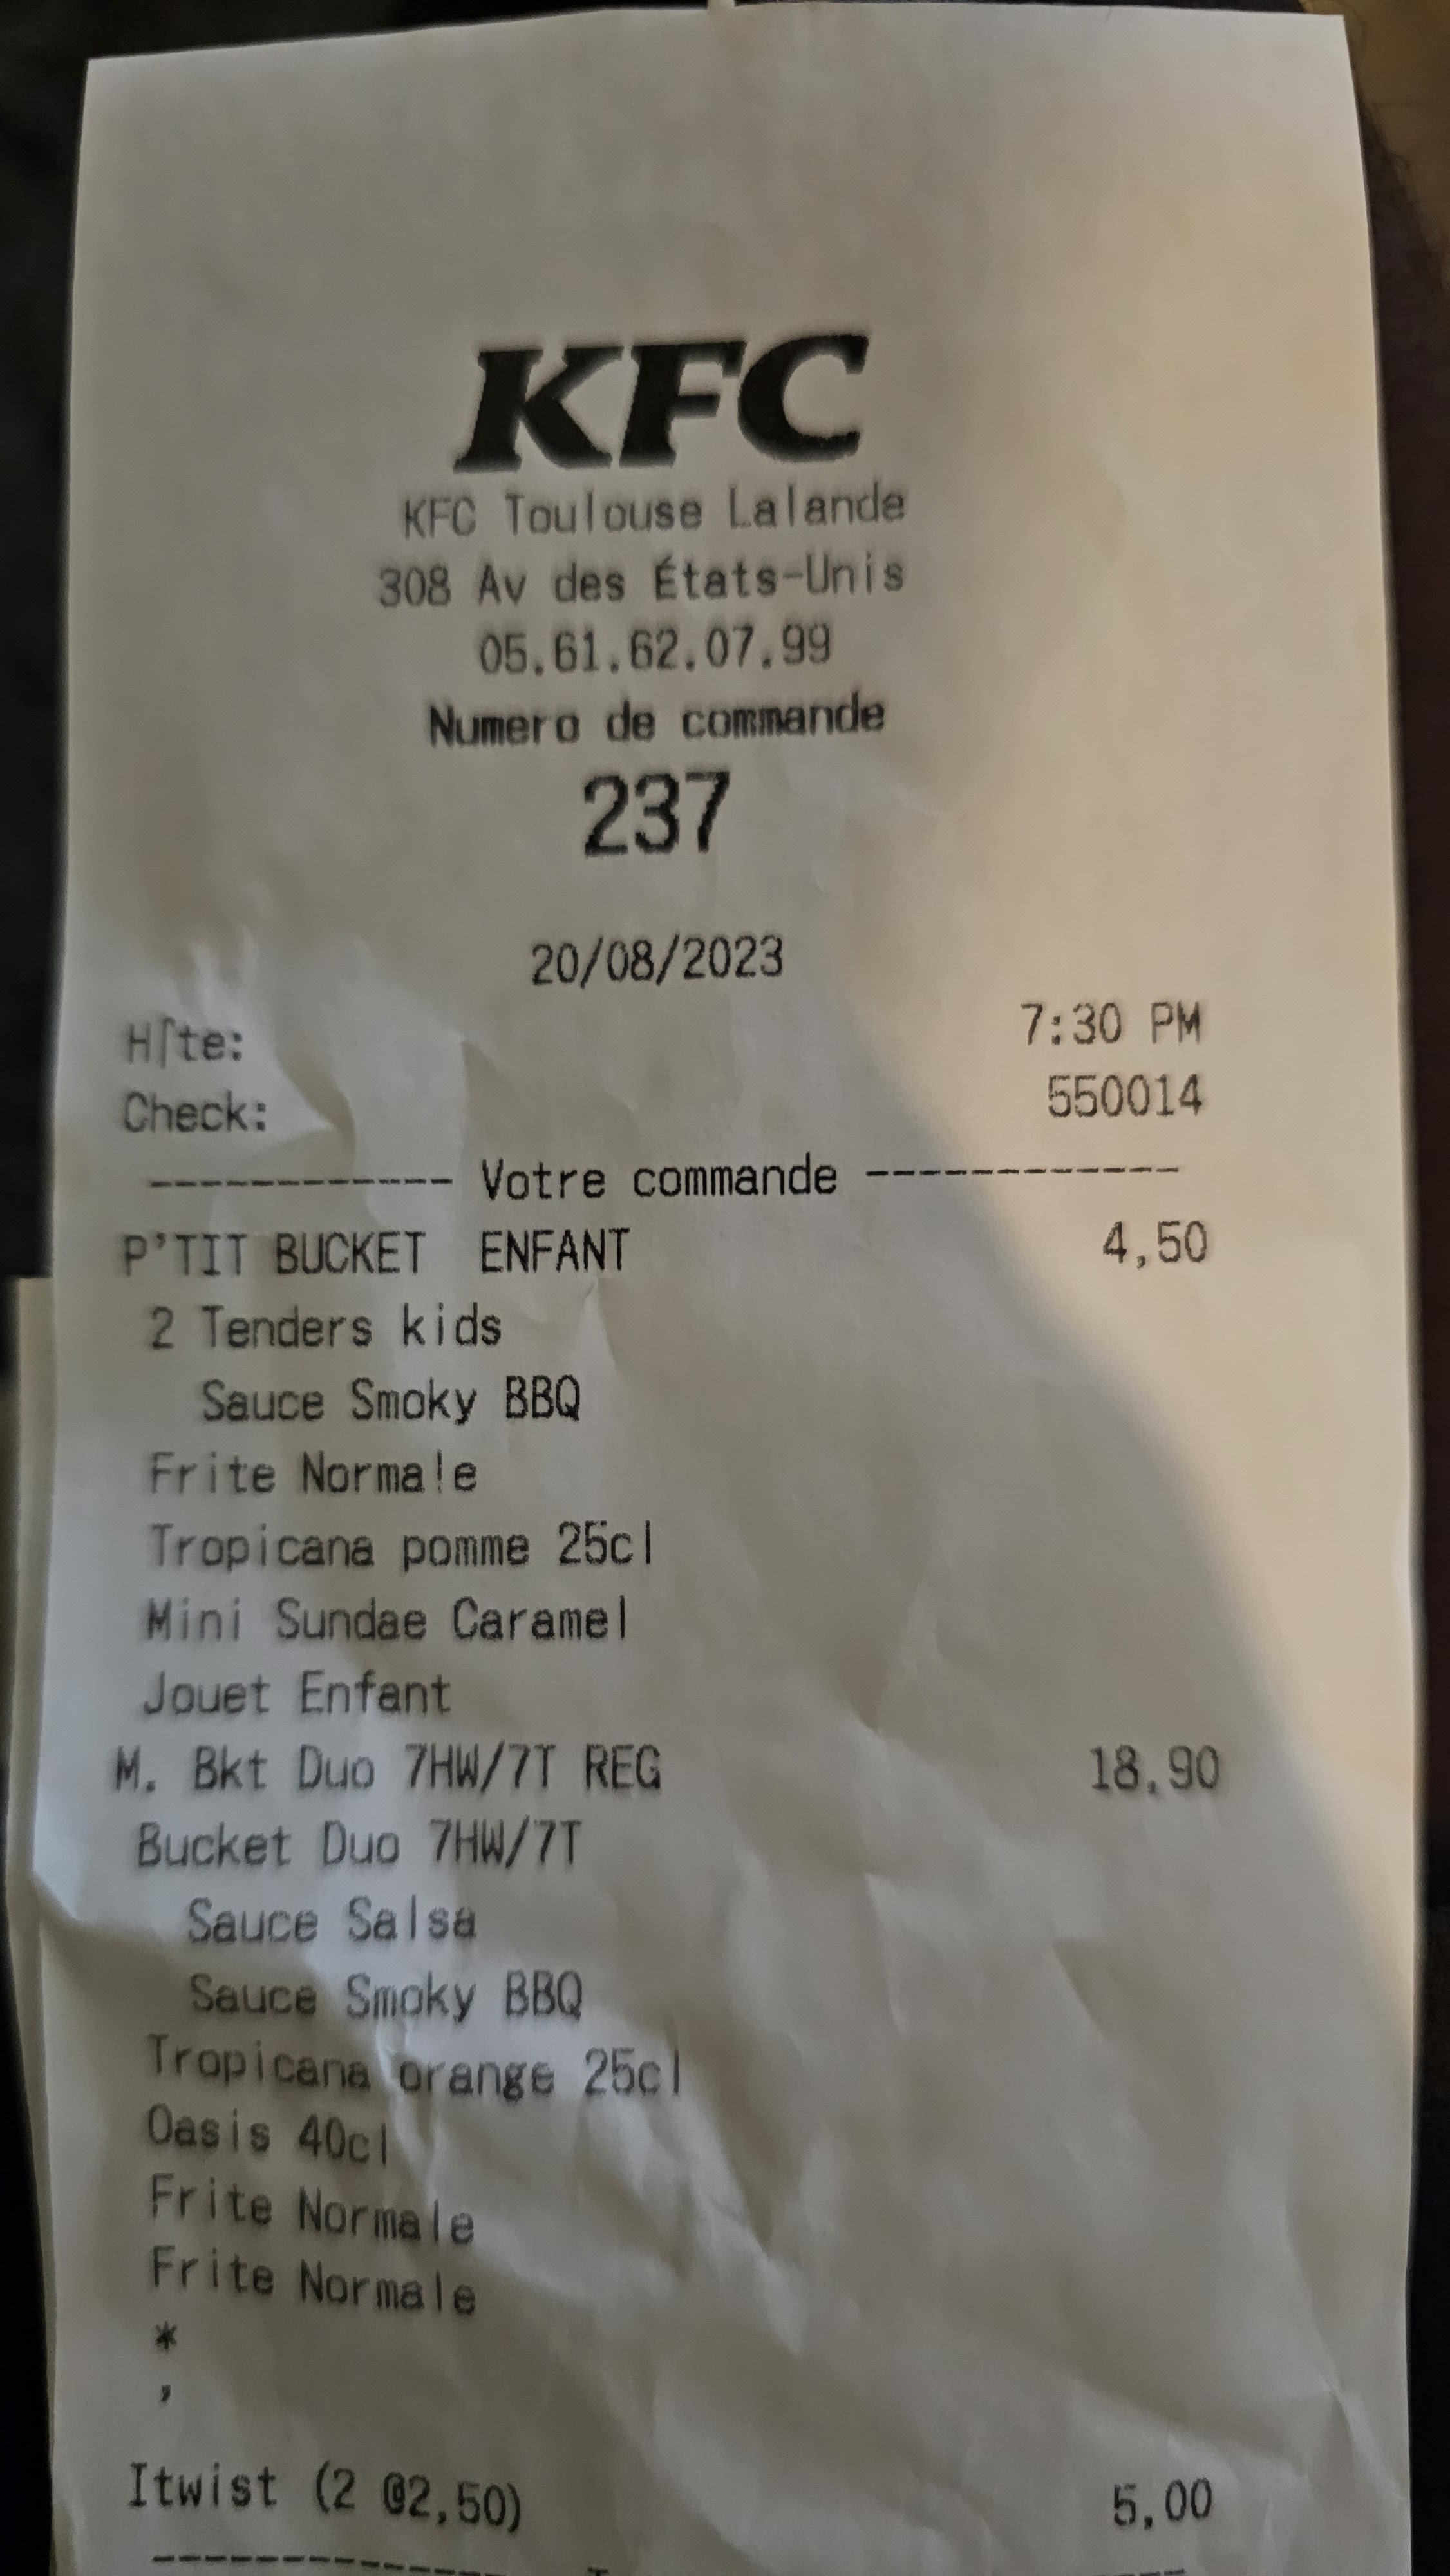 KFC
KFC Toulouse Lalande
308 Av des États-Unis
05.61.62.07.99
Numero de commande
237
20/08/2023
H⌠te: 7:30 PM
Check: 550014
------------ Votre commande ------------
P'TIT BUCKET  ENFANT 4,50
2 Tenders kids
Sauce Smoky BBQ
Frite Normale
Tropicana pomme 25cl
Mini Sundae Caramel
Jouet Enfant
M. Bkt Duo 7HW/7T REG 18,90
Bucket Duo 7HW/7T
Sauce Salsa
Sauce Smoky BBQ
Tropicana orange 25cl
Oasis 40cl
Frite Normale
Frite Normale
*
,
Itwist (2 @2,50) 5,00